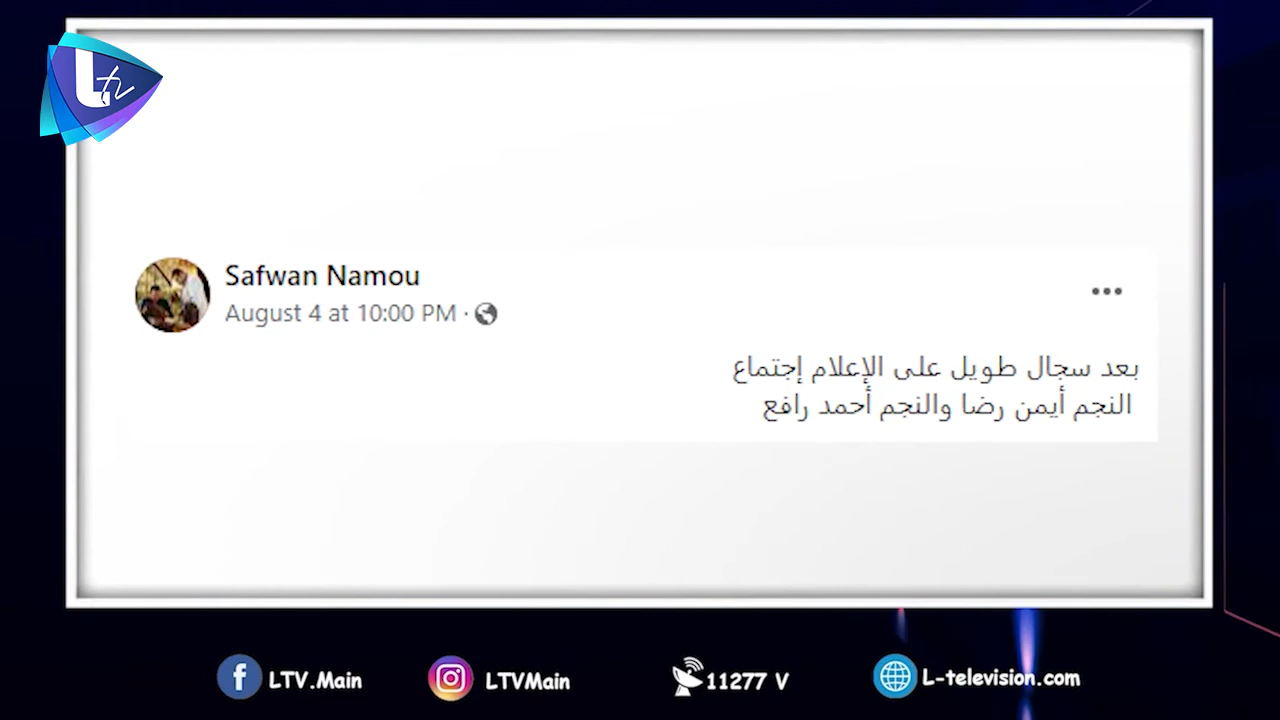 Ltv
Safwan Namou
August 4 at 10:00 PM ·
بعد سجال طويل على الإعلام إجتماع
النجم أيمن رضا والنجم أحمد رافع
LTV.Main
LTVMain
11277 V
L-television.com